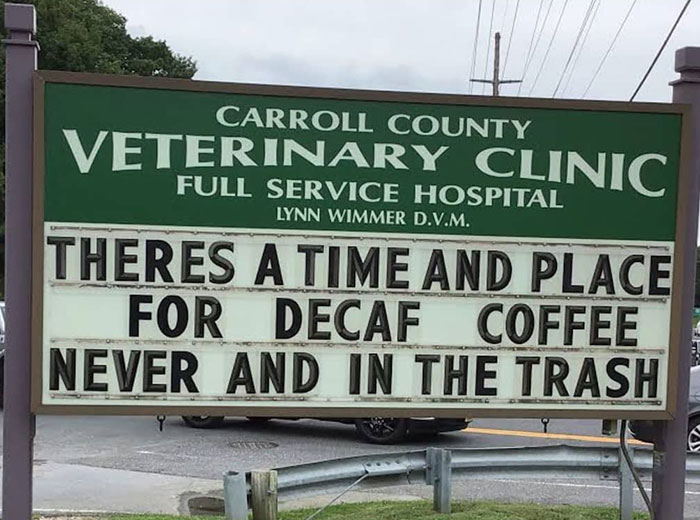 CARROLL COUNTY
VETERINARY CLINIC
FULL SERVICE HOSPITAL
LYNN WIMMER D.V.M.
THERES A TIME AND PLACE
FOR DECAF COFFEE
NEVER AND IN THE TRASH